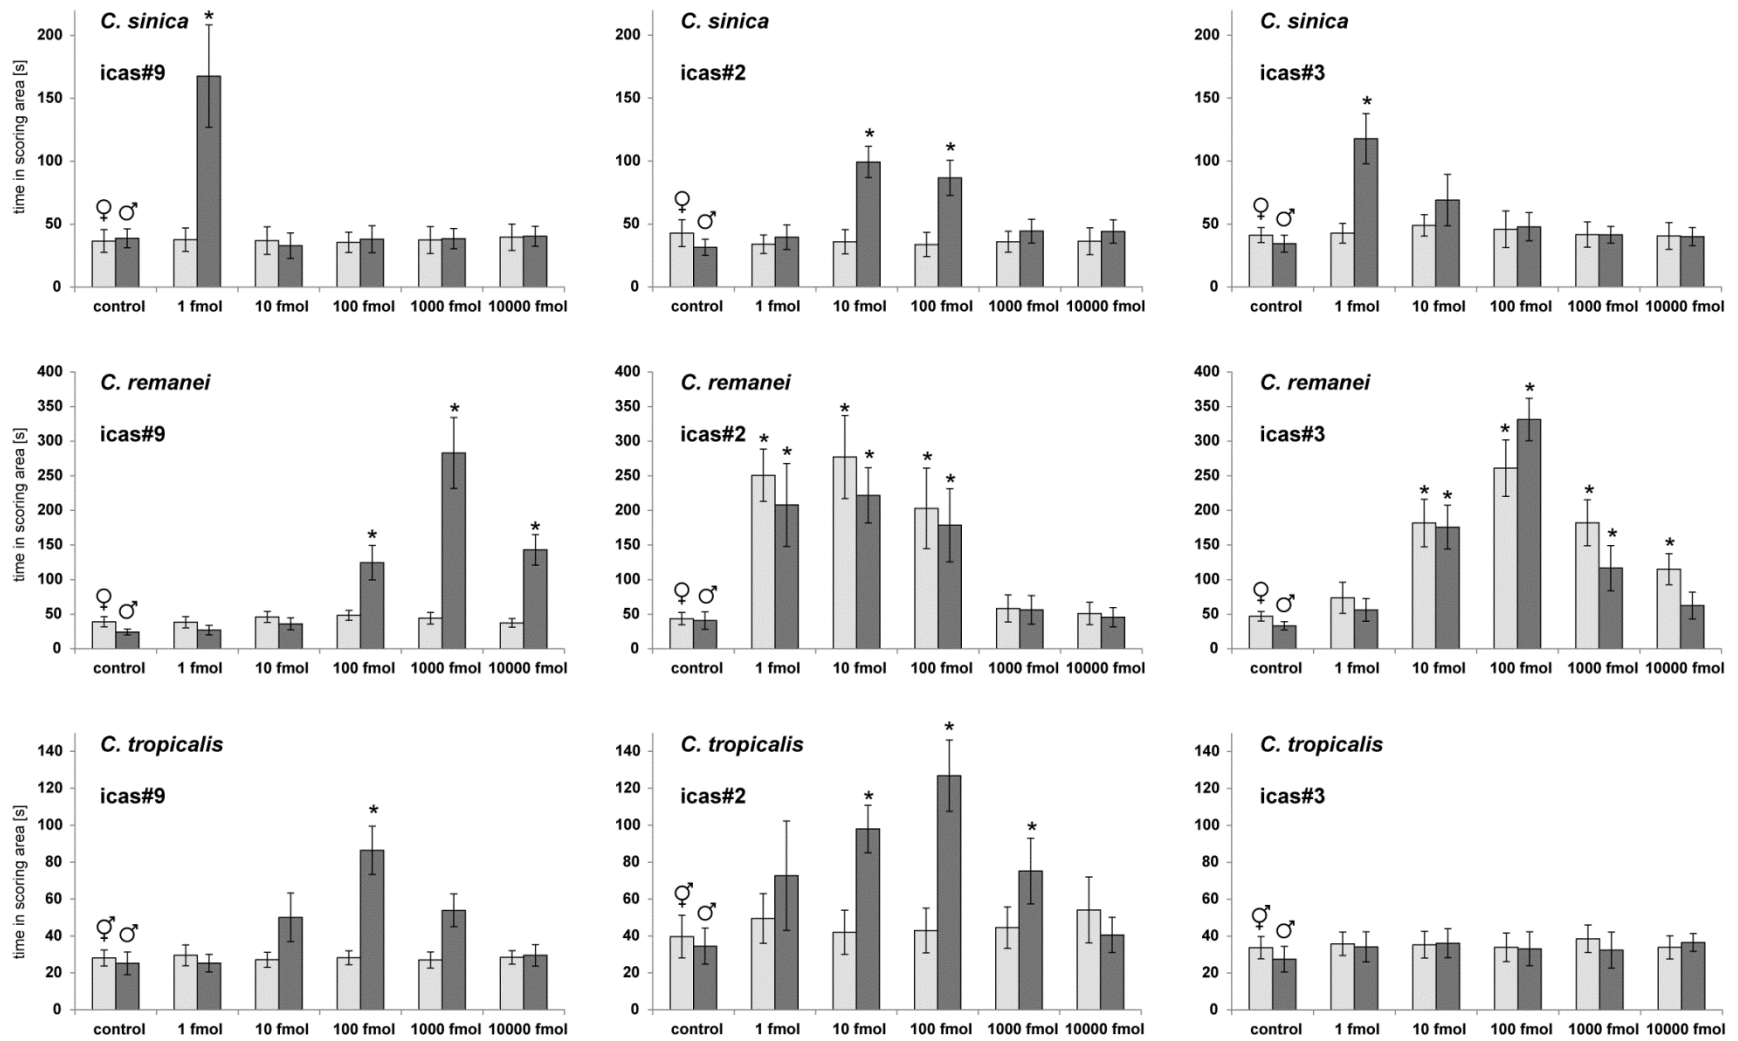 C. sinica
icas#9
time in scoring area [s]
200
150
100
50
0
* 
♀ ♂
control 1 fmol 10 fmol 100 fmol 1000 fmol 10000 fmol
C. sinica
icas#2
200
150
100
50
0
* *
♀ ♂
control 1 fmol 10 fmol 100 fmol 1000 fmol 10000 fmol
C. sinica
icas#3
200
150
100
50
0
*
♀ ♂
control 1 fmol 10 fmol 100 fmol 1000 fmol 10000 fmol
C. remanei
icas#9
time in scoring area [s]
400
350
300
250
200
150
100
50
0
* * *
♀ ♂
control 1 fmol 10 fmol 100 fmol 1000 fmol 10000 fmol
C. remanei
icas#2
400
350
300
250
200
150
100
50
0
* * * * * *
♀ ♂
control 1 fmol 10 fmol 100 fmol 1000 fmol 10000 fmol
C. remanei
icas#3
400
350
300
250
200
150
100
50
0
* * * * * * *
♀ ♂
control 1 fmol 10 fmol 100 fmol 1000 fmol 10000 fmol
C. tropicalis
icas#9
time in scoring area [s]
140
120
100
80
60
40
20
0
*
⚥ ♂
control 1 fmol 10 fmol 100 fmol 1000 fmol 10000 fmol
C. tropicalis
icas#2
140
120
100
80
60
40
20
0
* * *
⚥ ♂
control 1 fmol 10 fmol 100 fmol 1000 fmol 10000 fmol
C. tropicalis
icas#3
140
120
100
80
60
40
20
0
⚥ ♂
control 1 fmol 10 fmol 100 fmol 1000 fmol 10000 fmol